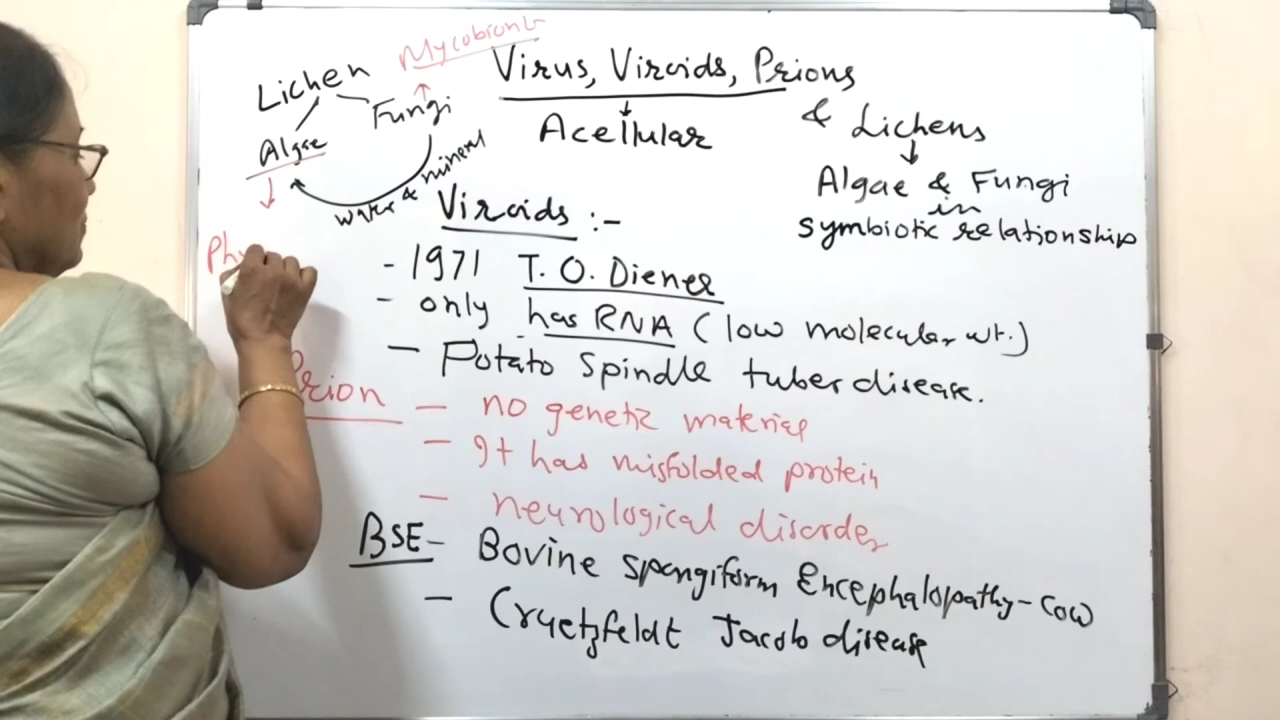 Mycobiont
Virus, Viroids, Prions
& Lichens
Acellular
Algae & Fungi
in
symbiotic relationship
Lichen
Fungi
Algae
water & mineral
Phy
Viroids :-
- 1971 T. O. Diener
- only has RNA (low molecular wt.)
- Potato Spindle tuber disease.
Prion - no genetic material
- It has misfolded protein
- neurological disorder
BSE - Bovine spongiform Encephalopathy - Cow
- Cryetzfeldt Jacob disease